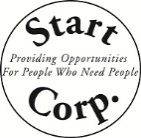 Start
Providing Opportunities
For People Who Need People
Corp.